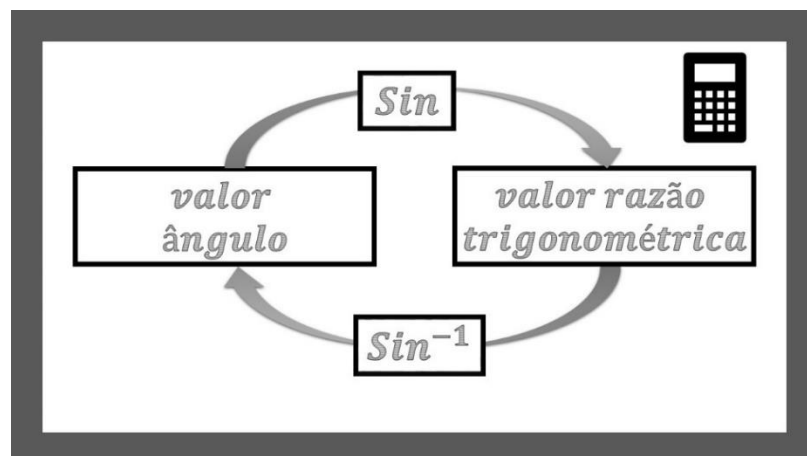 Sin
valor
ângulo
valor razão
trigonométrica
Sin⁻¹